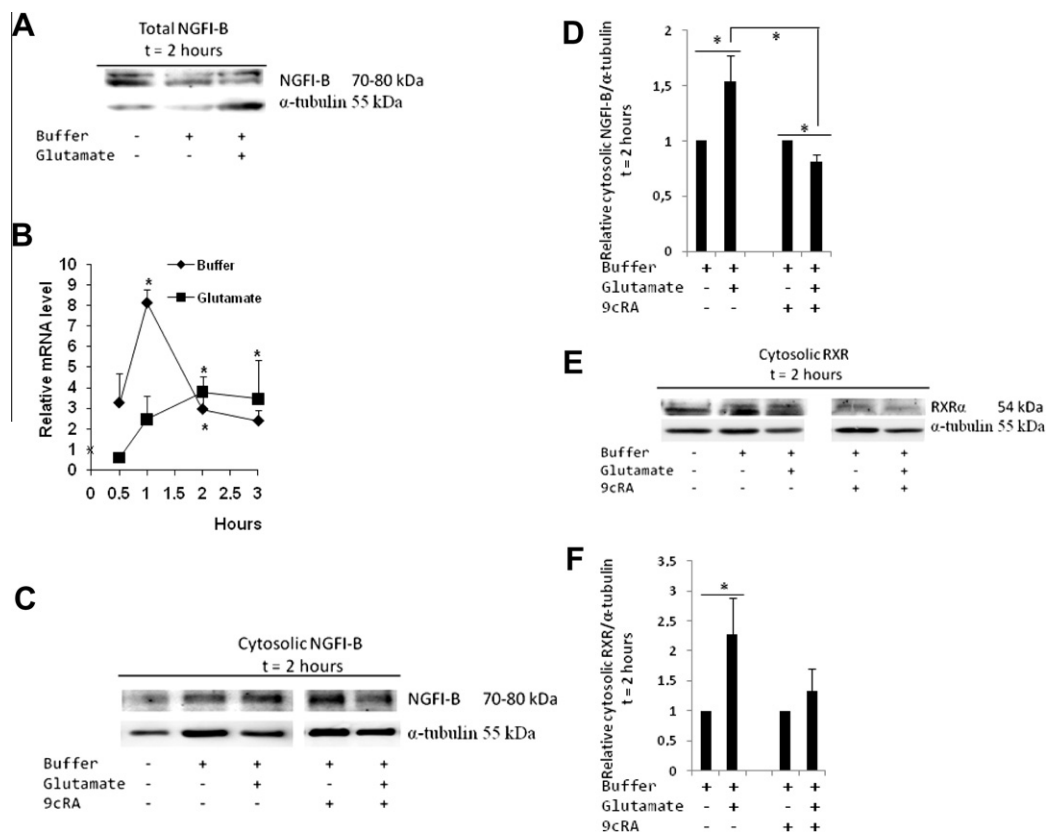 A
Total NGFI-B
t = 2 hours
NGFI-B 70-80 kDa
α-tubulin 55 kDa
Buffer - + +
Glutamate - - +
B
Relative mRNA level
10
9
8
7
6
5
4
3
2
1
0
x
Buffer
Glutamate
*
*
*
*
0 0.5 1 1.5 2 2.5 3
Hours
C
Cytosolic NGFI-B
t = 2 hours
NGFI-B 70-80 kDa
α-tubulin 55 kDa
Buffer - + + + +
Glutamate - - + - +
9cRA - - - + +
D
Relative cytosolic NGFI-B/α-tubulin
t = 2 hours
2
1,5
1
0,5
0
*
*
*
Buffer + + + +
Glutamate - + - +
9cRA - - + +
E
Cytosolic RXR
t = 2 hours
RXRα 54 kDa
α-tubulin 55 kDa
Buffer - + + + +
Glutamate - - + - +
9cRA - - - + +
F
Relative cytosolic RXR/α-tubulin
t = 2 hours
3.5
3
2.5
2
1.5
1
0.5
0
*
Buffer + + + +
Glutamate - + - +
9cRA - - + +